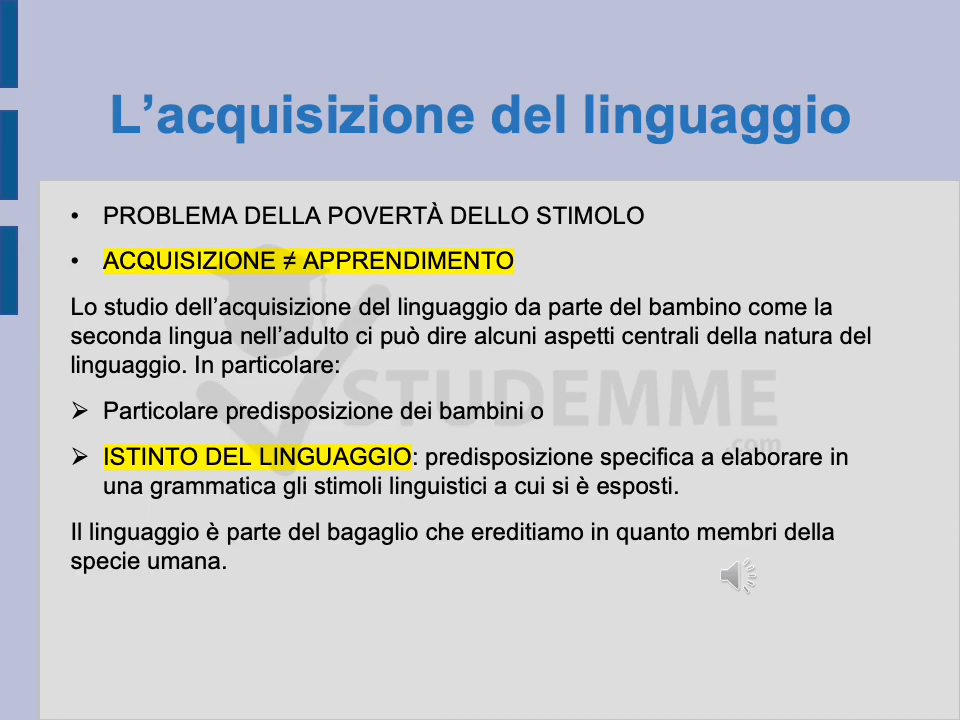 L’acquisizione del linguaggio
• PROBLEMA DELLA POVERTÀ DELLO STIMOLO
• ACQUISIZIONE ≠ APPRENDIMENTO
Lo studio dell’acquisizione del linguaggio da parte del bambino come la
seconda lingua nell’adulto ci può dire alcuni aspetti centrali della natura del
linguaggio. In particolare:
➢ Particolare predisposizione dei bambini o
➢ ISTINTO DEL LINGUAGGIO: predisposizione specifica a elaborare in
una grammatica gli stimoli linguistici a cui si è esposti.
Il linguaggio è parte del bagaglio che ereditiamo in quanto membri della
specie umana.
STUDEMME
.com